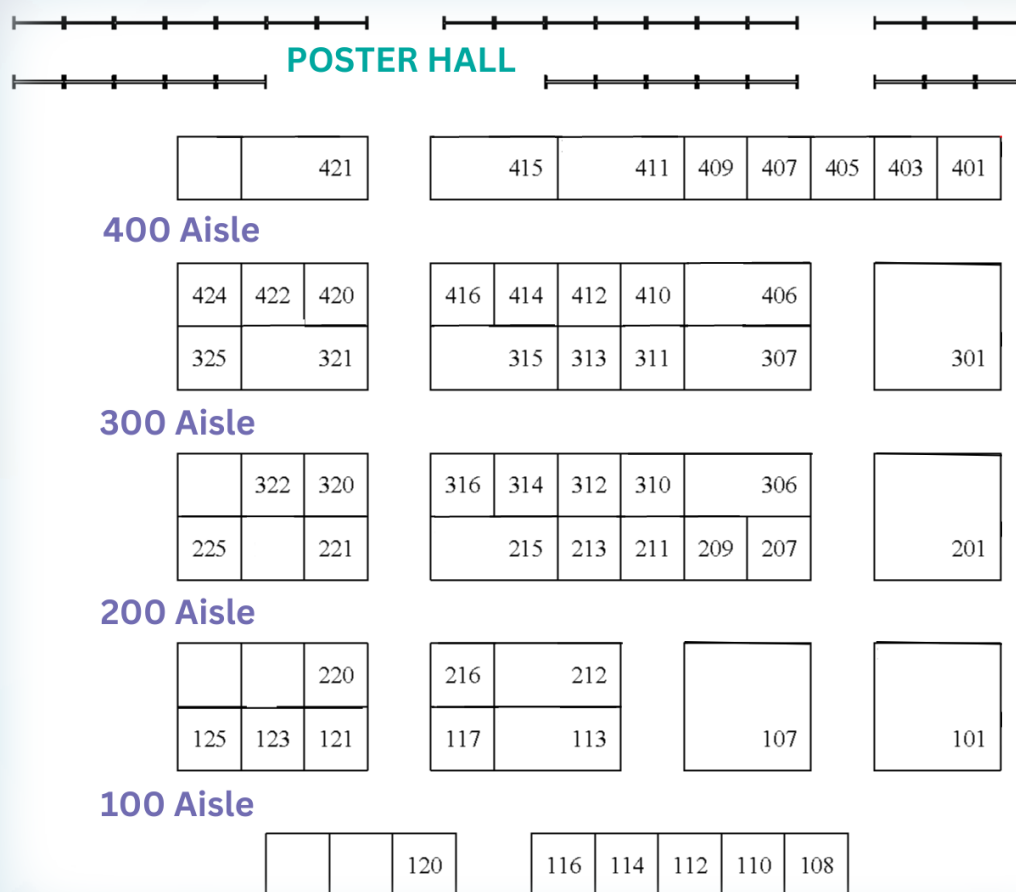 POSTER HALL
421 415 411 409 407 405 403 401
400 Aisle
424 422 420 416 414 412 410 406
325 321 315 313 311 307 301
300 Aisle
322 320 316 314 312 310 306
225 221 215 213 211 209 207 201
200 Aisle
220 216 212
125 123 121 117 113 107 101
100 Aisle
120 116 114 112 110 108